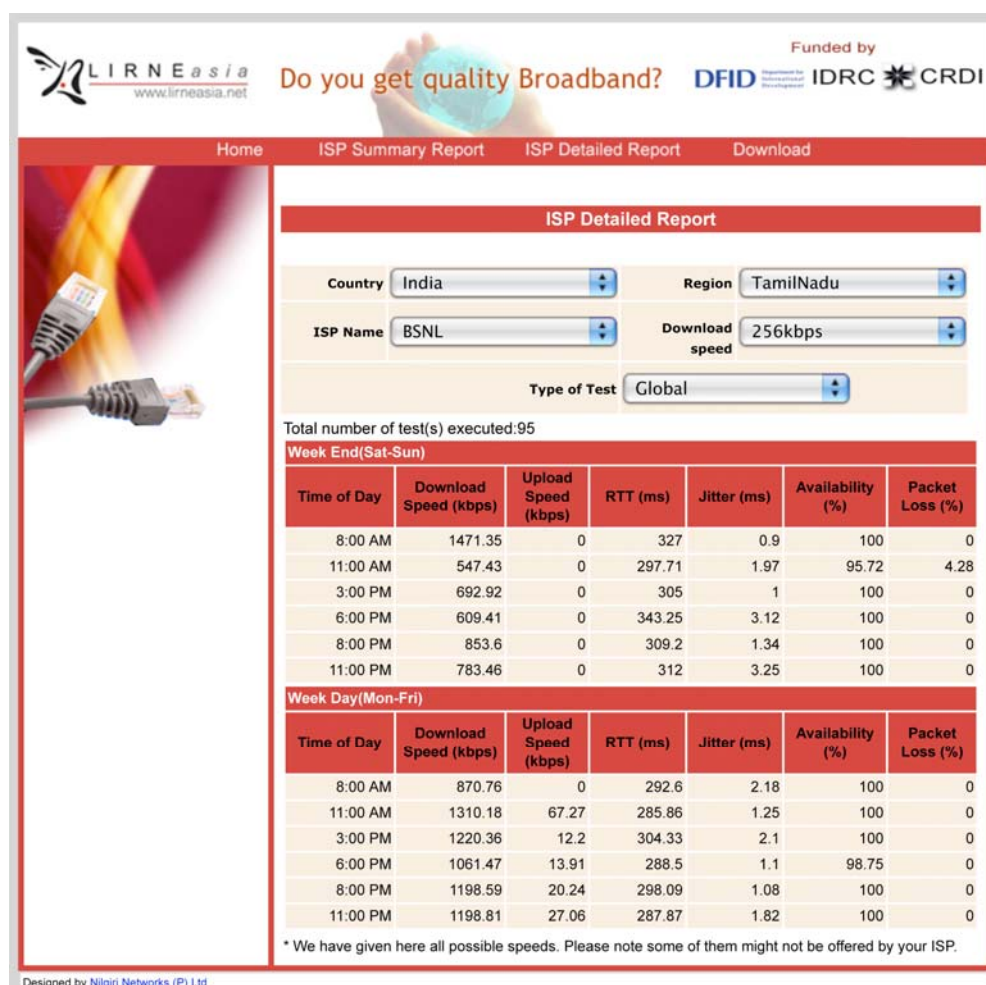 LIRNEasia
www.lirneasia.net
Do you get quality Broadband?
Funded by
DFID Department for International Development IDRC CRDI
Home ISP Summary Report ISP Detailed Report Download
ISP Detailed Report
Country India Region TamilNadu
ISP Name BSNL Download speed 256kbps
Type of Test Global
Total number of test(s) executed:95
Week End(Sat-Sun)
Time of Day Download Speed (kbps) Upload Speed (kbps) RTT (ms) Jitter (ms) Availability (%) Packet Loss (%)
8:00 AM 1471.35 0 327 0.9 100 0
11:00 AM 547.43 0 297.71 1.97 95.72 4.28
3:00 PM 692.92 0 305 1 100 0
6:00 PM 609.41 0 343.25 3.12 100 0
8:00 PM 853.6 0 309.2 1.34 100 0
11:00 PM 783.46 0 312 3.25 100 0
Week Day(Mon-Fri)
Time of Day Download Speed (kbps) Upload Speed (kbps) RTT (ms) Jitter (ms) Availability (%) Packet Loss (%)
8:00 AM 870.76 0 292.6 2.18 100 0
11:00 AM 1310.18 67.27 285.86 1.25 100 0
3:00 PM 1220.36 12.2 304.33 2.1 100 0
6:00 PM 1061.47 13.91 288.5 1.1 98.75 0
8:00 PM 1198.59 20.24 298.09 1.08 100 0
11:00 PM 1198.81 27.06 287.87 1.82 100 0
* We have given here all possible speeds. Please note some of them might not be offered by your ISP.
Designed by Nilgiri Networks (P) Ltd